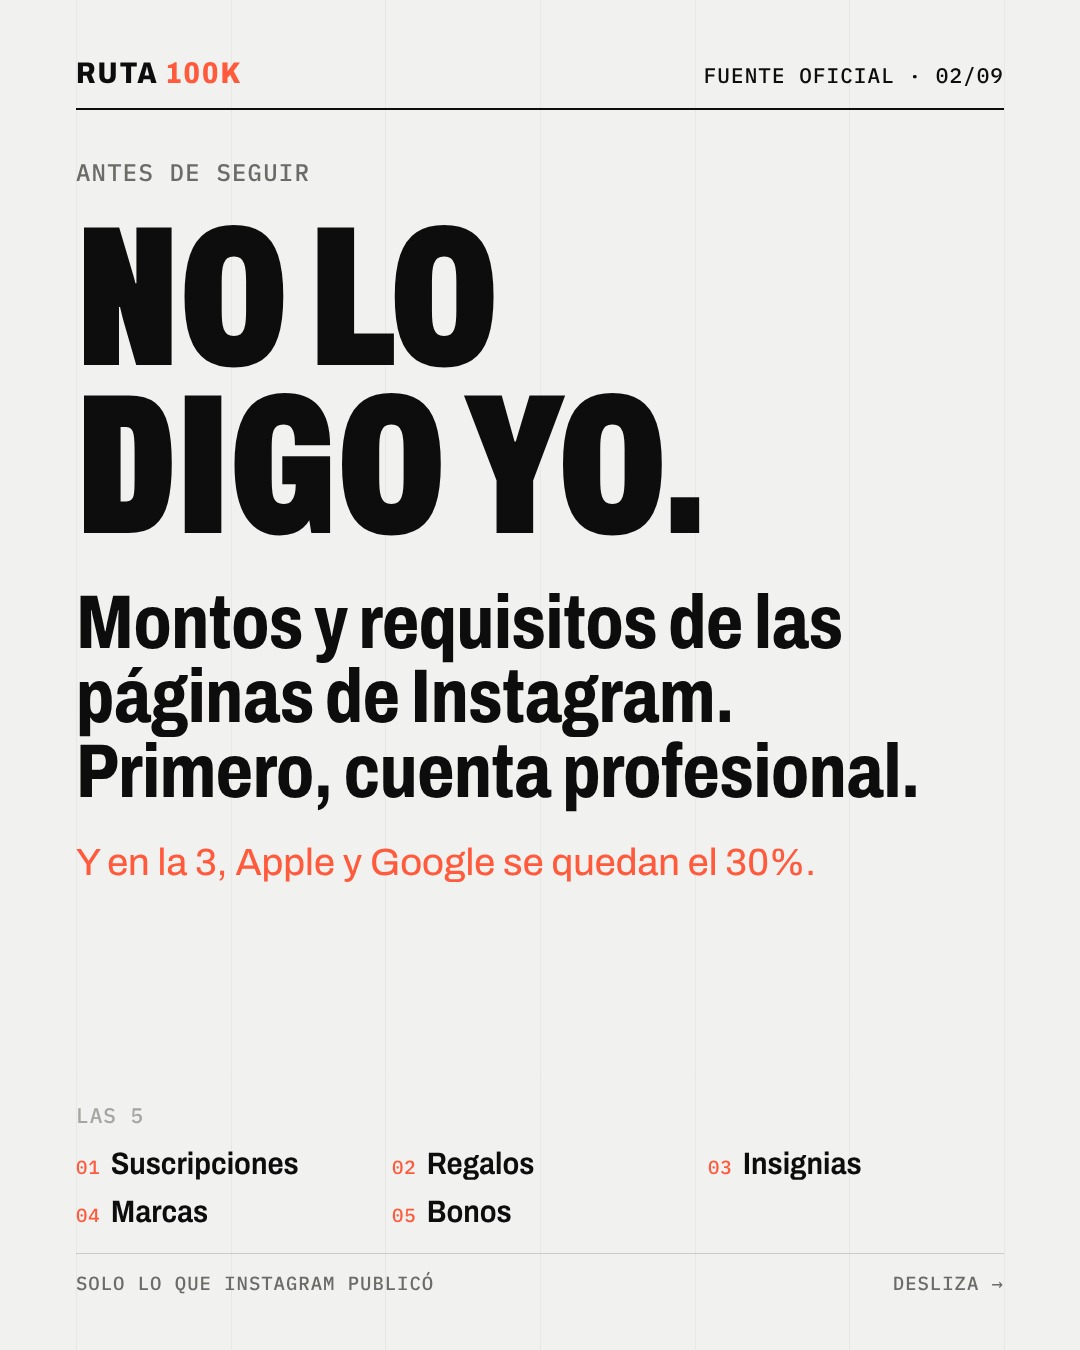 RUTA 100K
FUENTE OFICIAL · 02/09
ANTES DE SEGUIR
NO LO
DIGO YO.
Montos y requisitos de las
páginas de Instagram.
Primero, cuenta profesional.
Y en la 3, Apple y Google se quedan el 30%.
LAS 5
01 Suscripciones
02 Regalos
03 Insignias
04 Marcas
05 Bonos
SOLO LO QUE INSTAGRAM PUBLICÓ
DESLIZA →